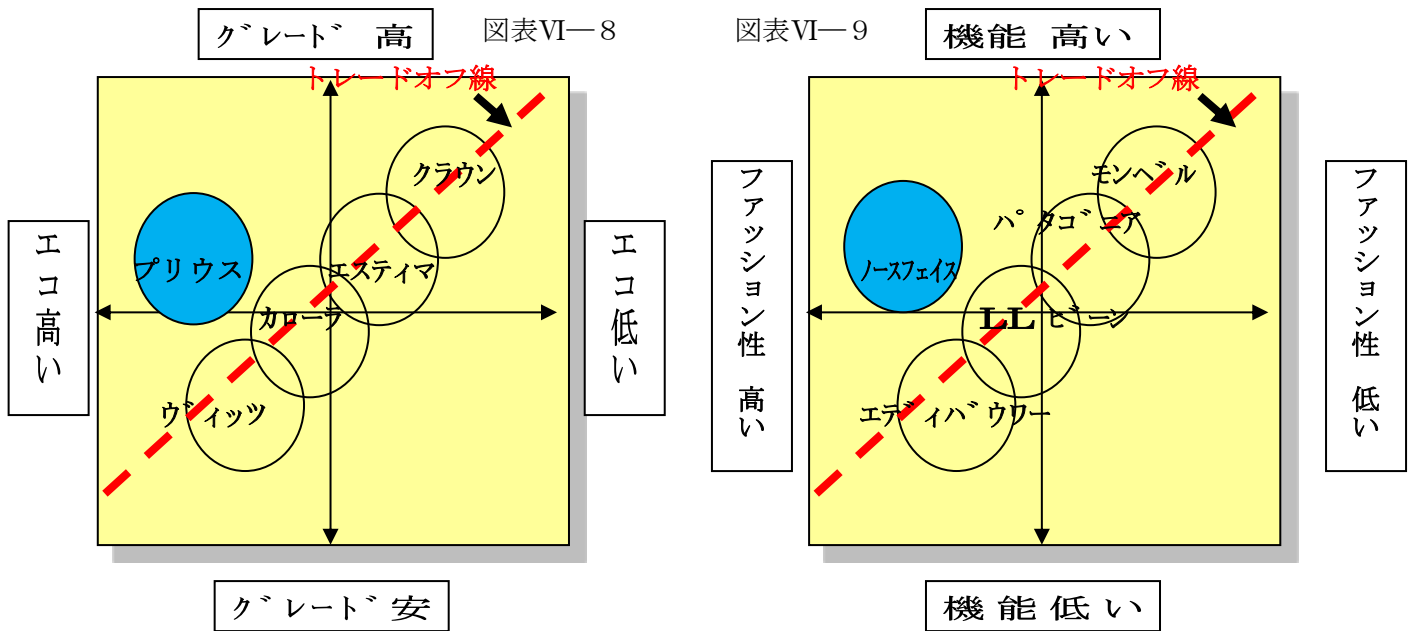 グレード 高
図表Ⅵ―8
トレードオフ線
クラウン
エコ高い
プリウス
エスティマ
エコ低い
カローラ
ヴィッツ
グレード安
図表Ⅵ―9
機能 高い
トレードオフ線
モンベル
ファッション性 高い
パタゴニア
ノースフェイス
ファッション性 低い
LL ビーン
エディバウワー
機能低い